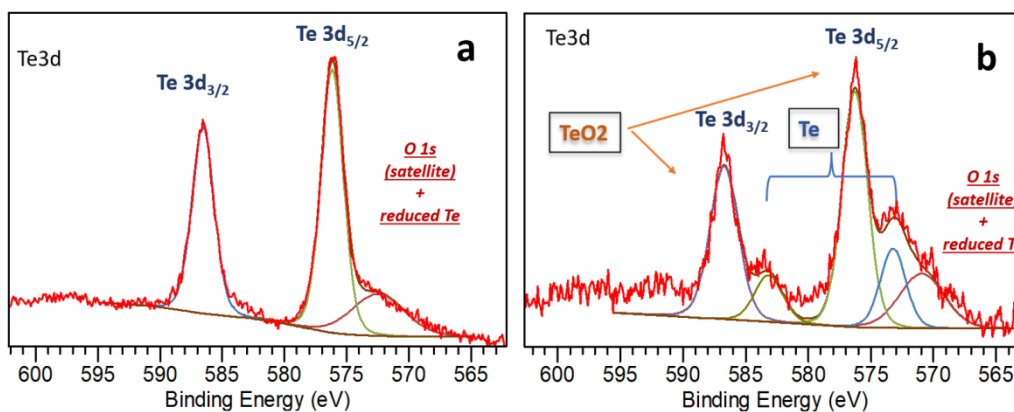 Te3d
Te 3d3/2
Te 3d5/2
a
O 1s
(satellite)
+
reduced Te
600 595 590 585 580 575 570 565
Binding Energy (eV)
Te3d
Te 3d5/2
b
TeO2
Te 3d3/2
Te
O 1s
(satellite)
+
reduced T
600 595 590 585 580 575 570 565
Binding Energy (eV)